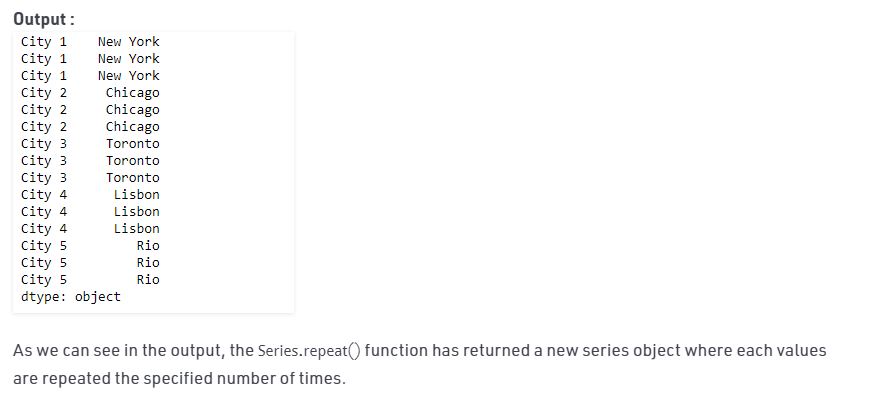 Output :
City 1    New York
City 1    New York
City 1    New York
City 2     Chicago
City 2     Chicago
City 2     Chicago
City 3     Toronto
City 3     Toronto
City 3     Toronto
City 4      Lisbon
City 4      Lisbon
City 4      Lisbon
City 5         Rio
City 5         Rio
City 5         Rio
dtype: object
As we can see in the output, the Series.repeat() function has returned a new series object where each values
are repeated the specified number of times.